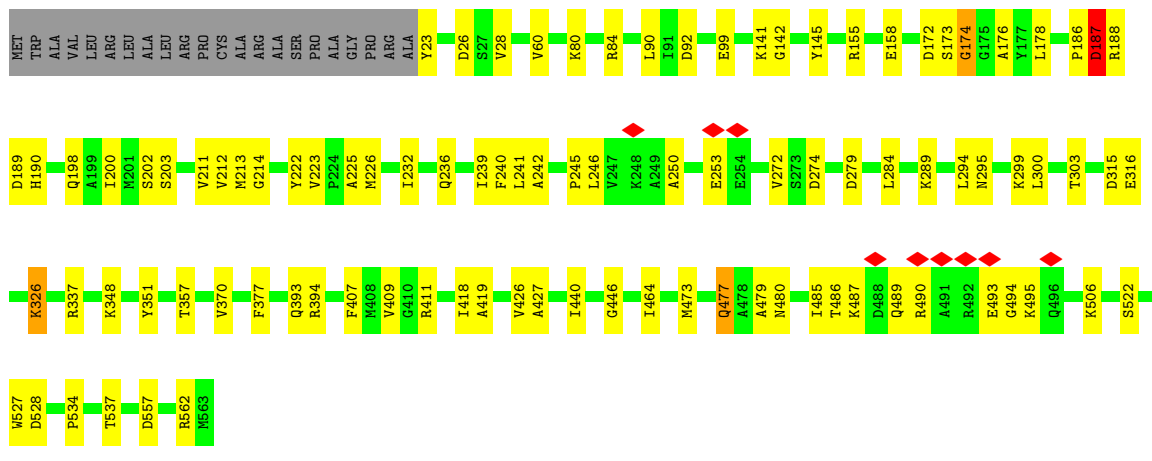 MET TRP ALA VAL LEU ARG LEU ALA LEU ARG PRO CYS ALA ARG ALA SER PRO ALA GLY PRO ARG ALA Y23 D26 S27 V28 V60 K80 R84 L90 I91 D92 E99 K141 G142 Y145 R155 E158 D172 S173 G174 G175 A176 Y177 L178 P186 D187 R188
D189 H190 Q198 A199 I200 M201 S202 S203 V211 V212 M213 G214 Y222 V223 P224 A225 M226 I232 Q236 I239 F240 L241 A242 P245 L246 V247 K248 A249 A250 E253 E254 V272 S273 D274 D279 L284 K289 L294 N295 K299 L300 T303 D315 E316
K326 R337 K348 Y351 T357 V370 F377 Q393 R394 F407 M408 V409 G410 R411 I418 A419 V426 A427 I440 G446 I464 M473 Q477 A478 A479 N480 I485 T486 K487 D488 Q489 R490 A491 R492 E493 G494 K495 Q496 K506 S522
W527 D528 P534 T537 D557 R562 M563